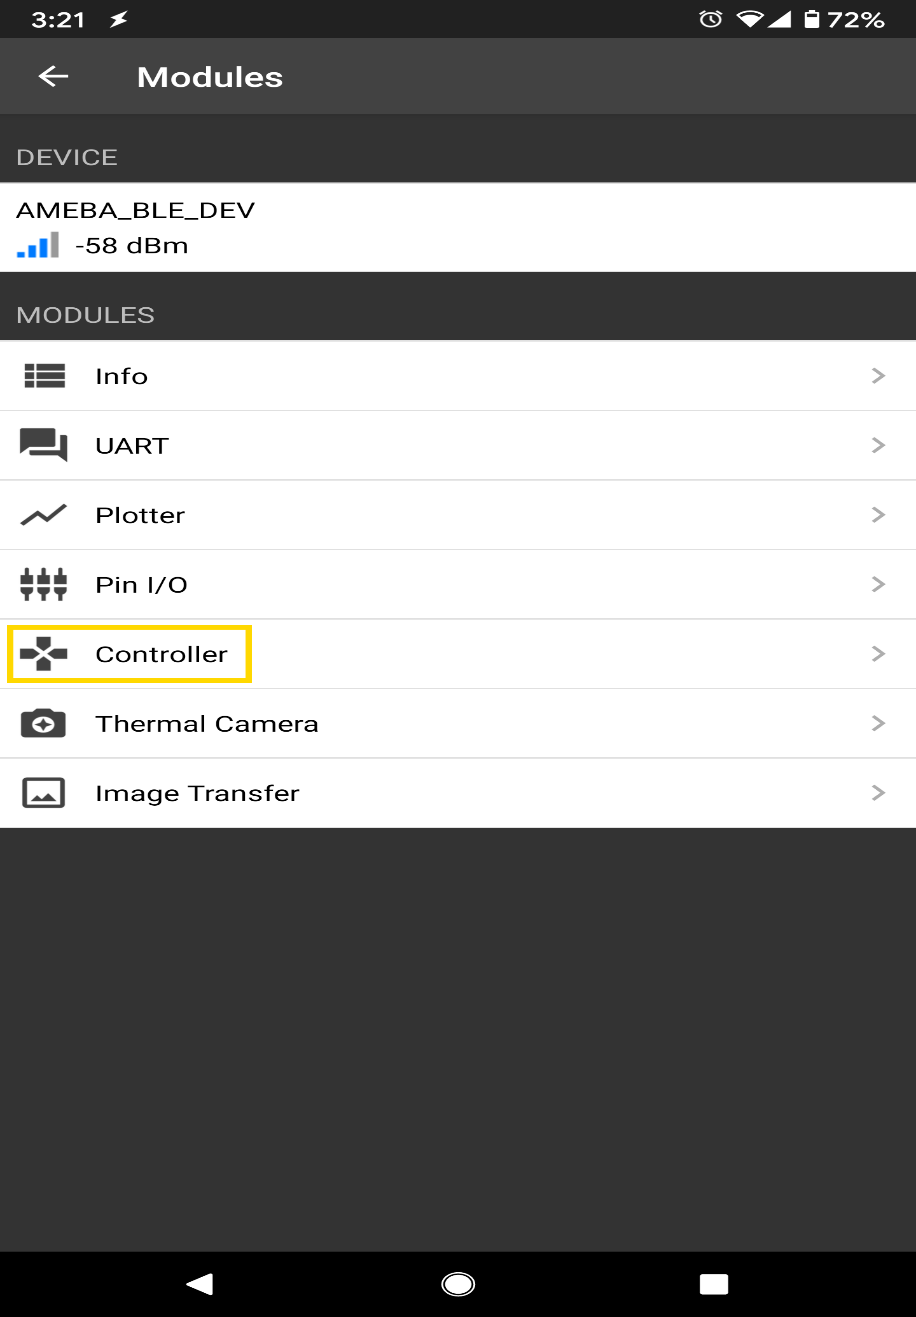 3:21 72%
Modules
DEVICE
AMEBA_BLE_DEV
-58 dBm
MODULES
Info
UART
Plotter
Pin I/O
Controller
Thermal Camera
Image Transfer